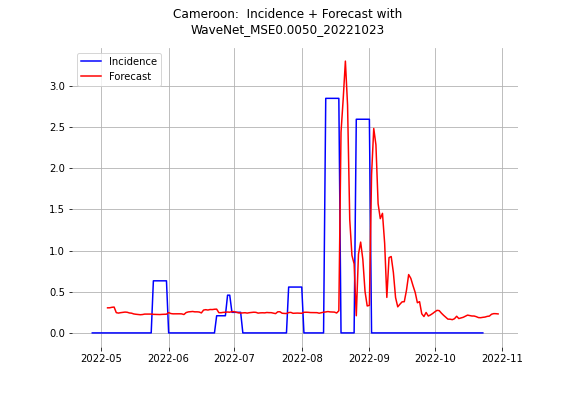 Cameroon:  Incidence + Forecast with
WaveNet_MSE0.0050_20221023
Incidence
Forecast
3.0
2.5
2.0
1.5
1.0
0.5
0.0
2022-05 2022-06 2022-07 2022-08 2022-09 2022-10 2022-11